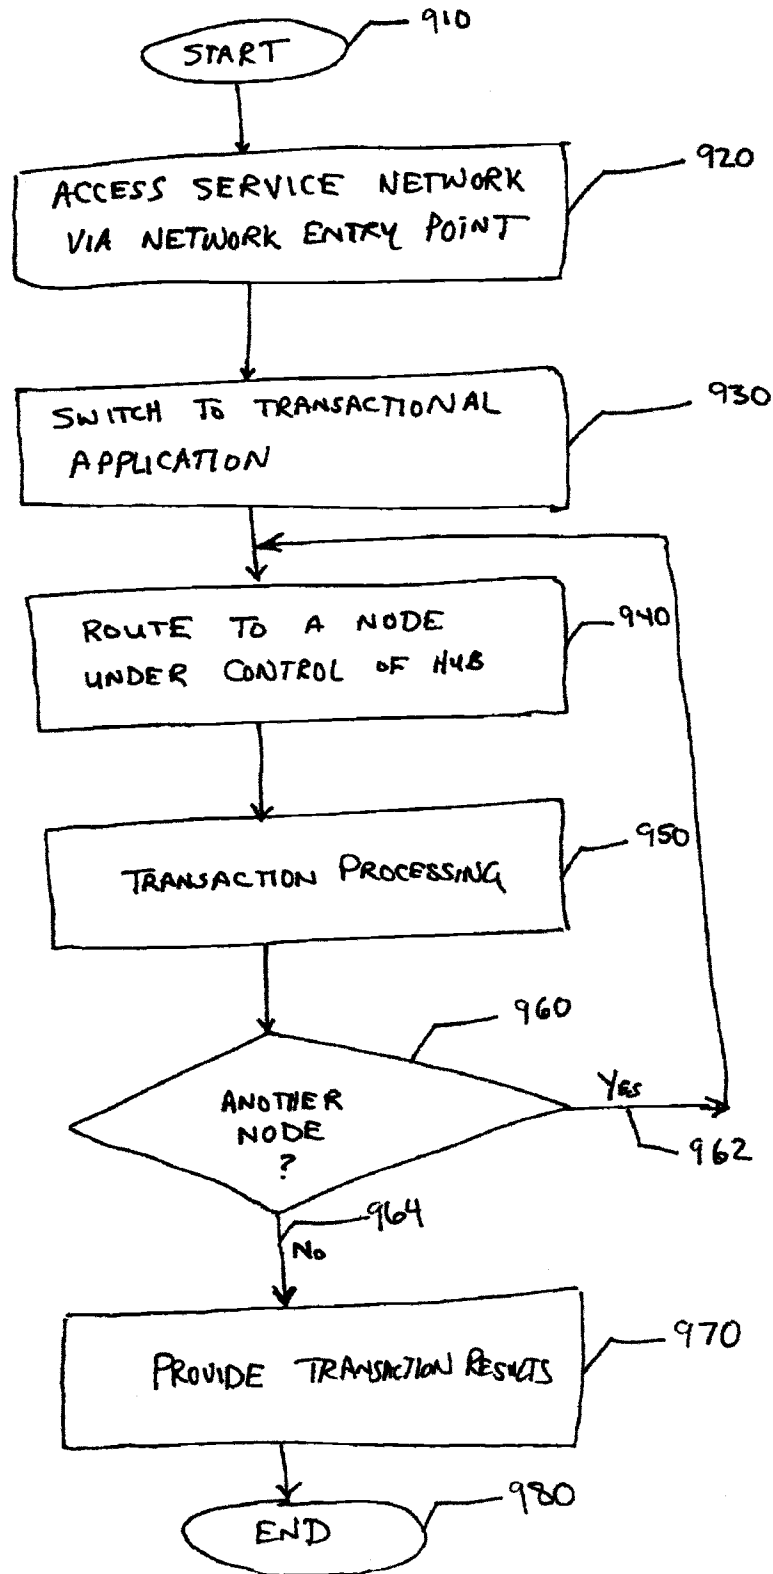 START
910
ACCESS SERVICE NETWORK
VIA NETWORK ENTRY POINT
920
SWITCH TO TRANSACTIONAL
APPLICATION
930
ROUTE TO A NODE
UNDER CONTROL OF HUB
940
TRANSACTION PROCESSING
950
960
ANOTHER
NODE
?
YES
962
964
NO
PROVIDE TRANSACTION RESULTS
970
END
980